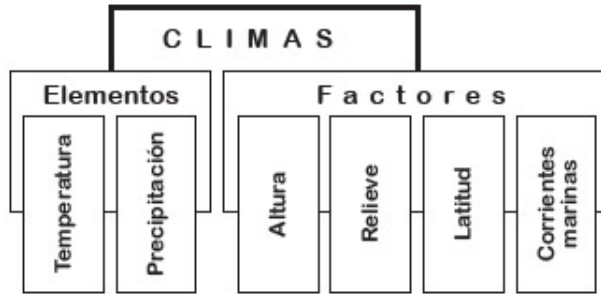 CLIMAS
Elementos
Factores
Temperatura
Precipitación
Altura
Relieve
Latitud
Corrientes
marinas